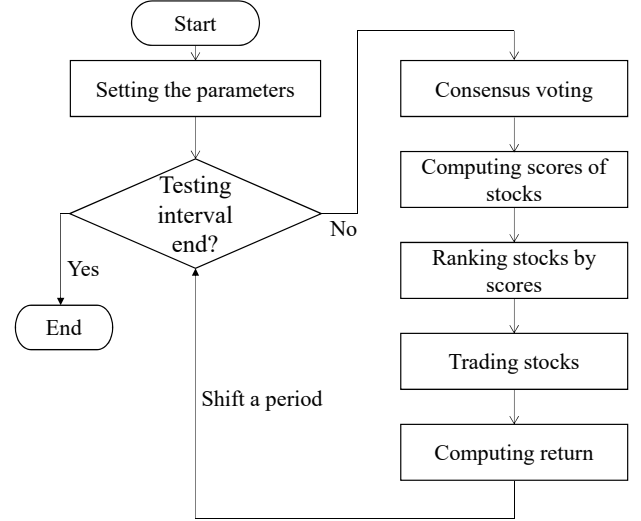 Start
Setting the parameters
Testing
interval
end?
Yes
End
No
Consensus voting
Computing scores of
stocks
Ranking stocks by
scores
Trading stocks
Computing return
Shift a period